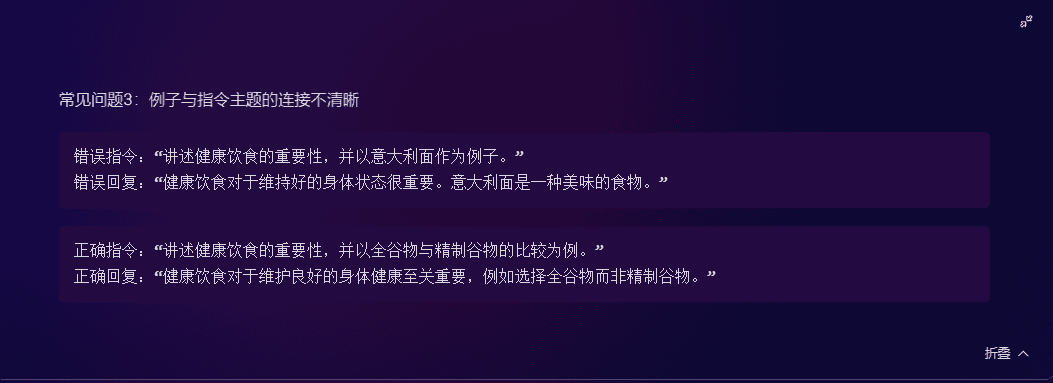 常见问题3：例子与指令主题的连接不清晰
错误指令：“讲述健康饮食的重要性，并以意大利面作为例子。”
错误回复：“健康饮食对于维持好的身体状态很重要。意大利面是一种美味的食物。”
正确指令：“讲述健康饮食的重要性，并以全谷物与精制谷物的比较为例。”
正确回复：“健康饮食对于维护良好的身体健康至关重要，例如选择全谷物而非精制谷物。”
折叠